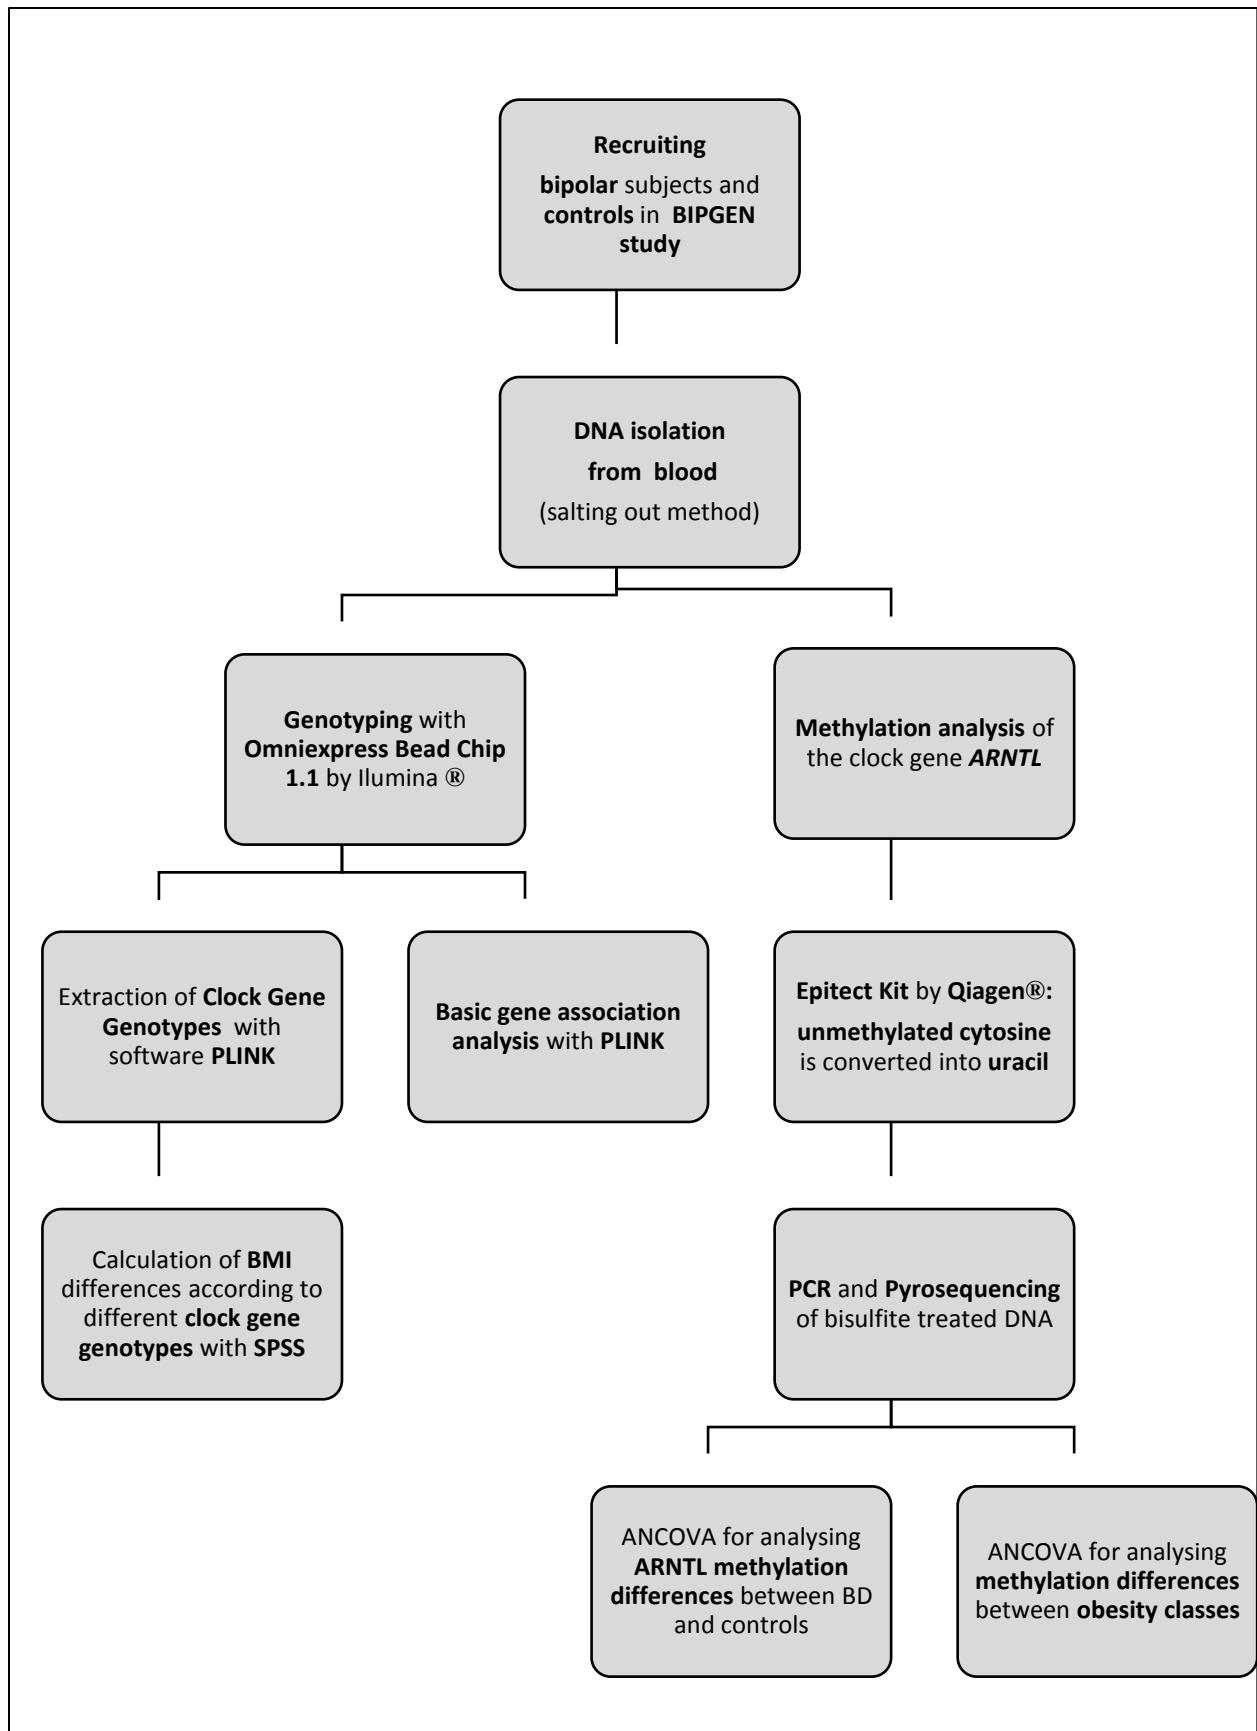 Recruiting
bipolar subjects and
controls in BIPGEN
study
DNA isolation
from blood
(salting out method)
Genotyping with
Omniexpress Bead Chip
1.1 by Ilumina ®
Methylation analysis of
the clock gene ARNTL
Extraction of Clock Gene
Genotypes with
software PLINK
Basic gene association
analysis with PLINK
Epitect Kit by Qiagen®:
unmethylated cytosine
is converted into uracil
Calculation of BMI
differences according to
different clock gene
genotypes with SPSS
PCR and Pyrosequencing
of bisulfite treated DNA
ANCOVA for analysing
ARNTL methylation
differences between BD
and controls
ANCOVA for analysing
methylation differences
between obesity classes